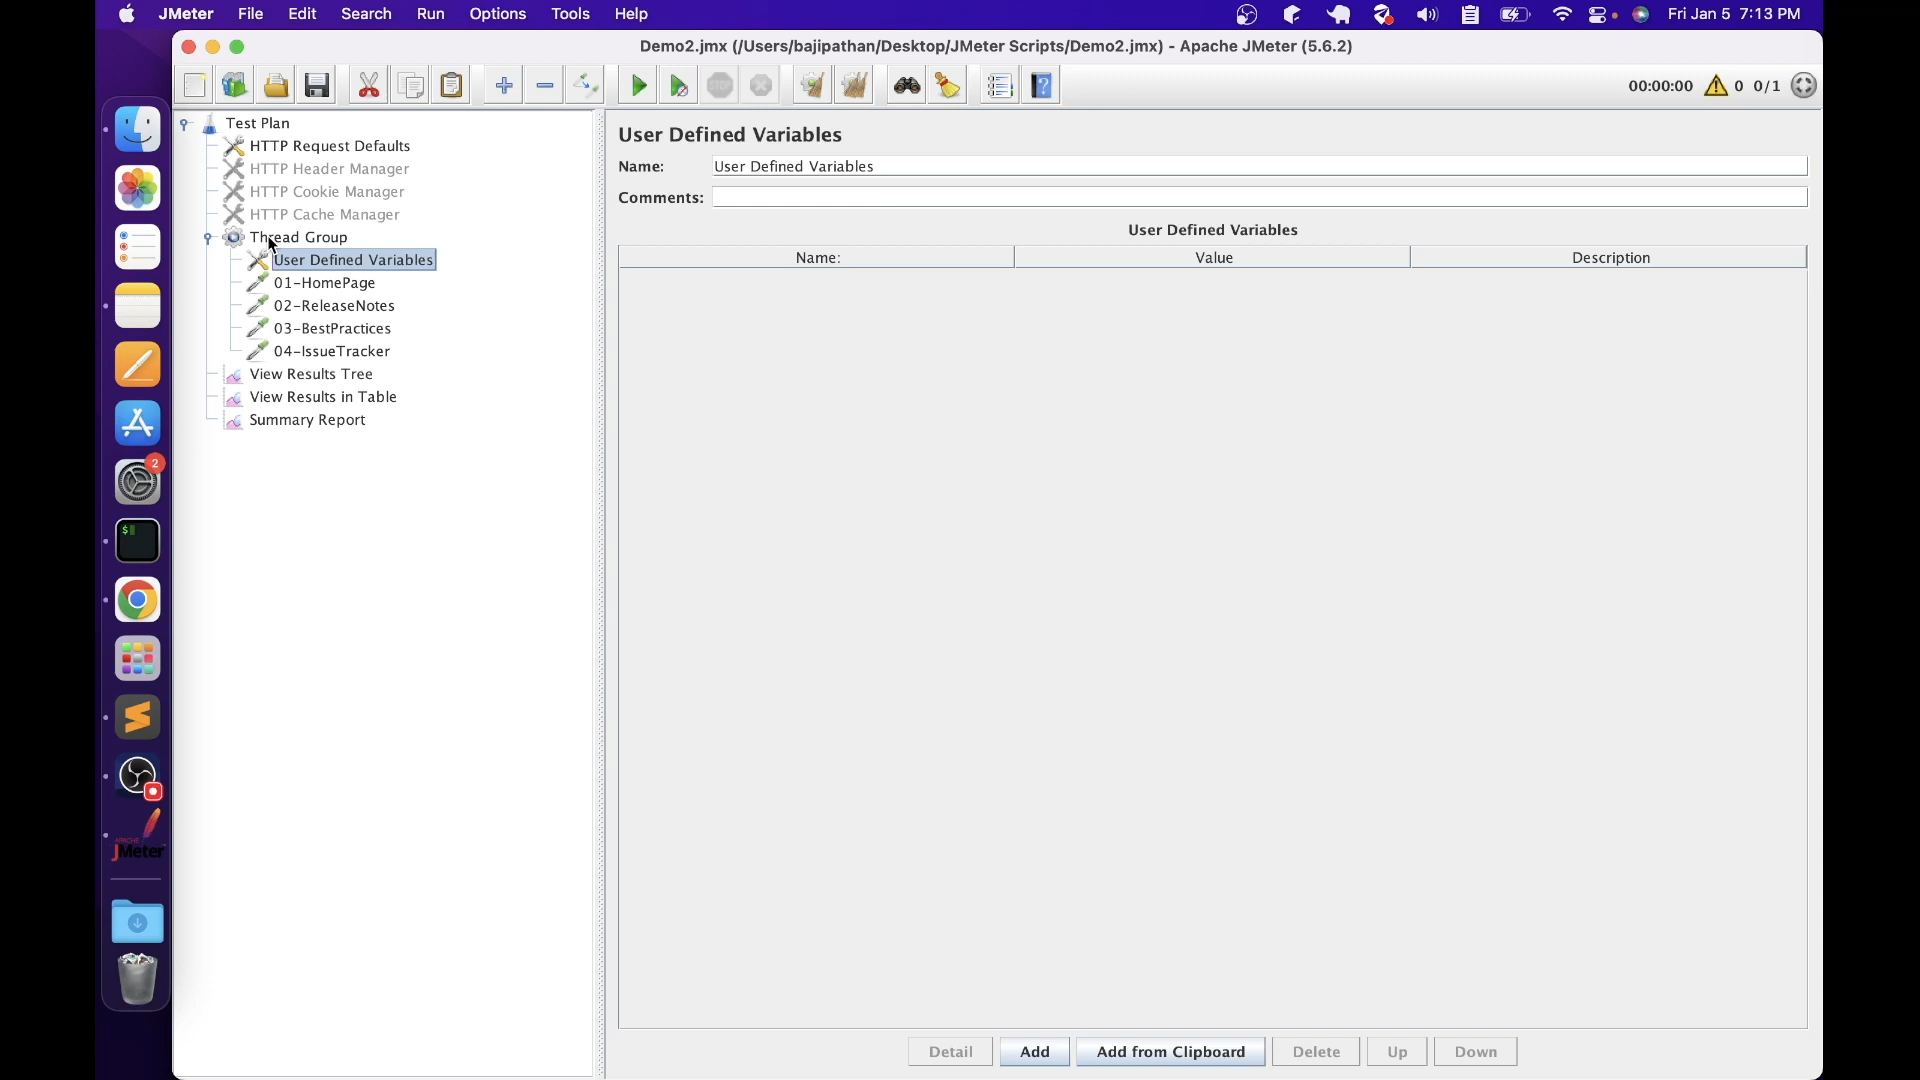 JMeter File Edit Search Run Options Tools Help Fri Jan 5 7:13 PM
Demo2.jmx (/Users/bajipathan/Desktop/JMeter Scripts/Demo2.jmx) - Apache JMeter (5.6.2)
STOP 00:00:00 0 0/1
Test Plan
HTTP Request Defaults
HTTP Header Manager
HTTP Cookie Manager
HTTP Cache Manager
Thread Group
User Defined Variables
01-HomePage
02-ReleaseNotes
03-BestPractices
04-IssueTracker
View Results Tree
View Results in Table
Summary Report
User Defined Variables
Name: User Defined Variables
Comments:
User Defined Variables
Name: Value Description
Detail Add Add from Clipboard Delete Up Down
2
$
APACHE
JMeter